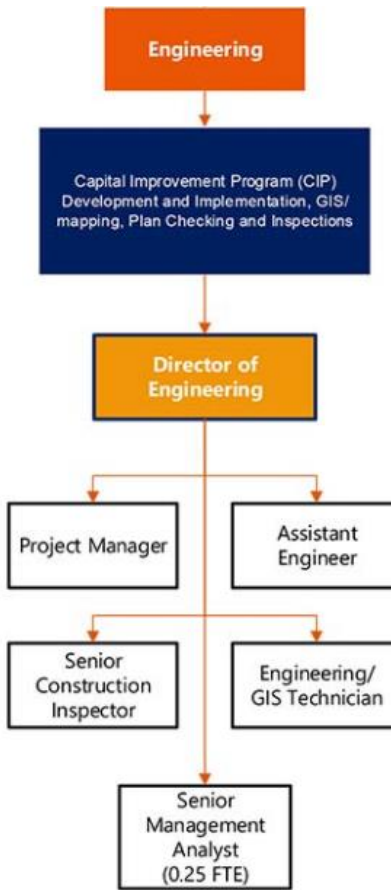 Engineering
Capital Improvement Program (CIP)
Development and Implementation, GIS/
mapping, Plan Checking and Inspections
Director of
Engineering
Project Manager
Assistant
Engineer
Senior
Construction
Inspector
Engineering/
GIS Technician
Senior
Management
Analyst
(0.25 FTE)